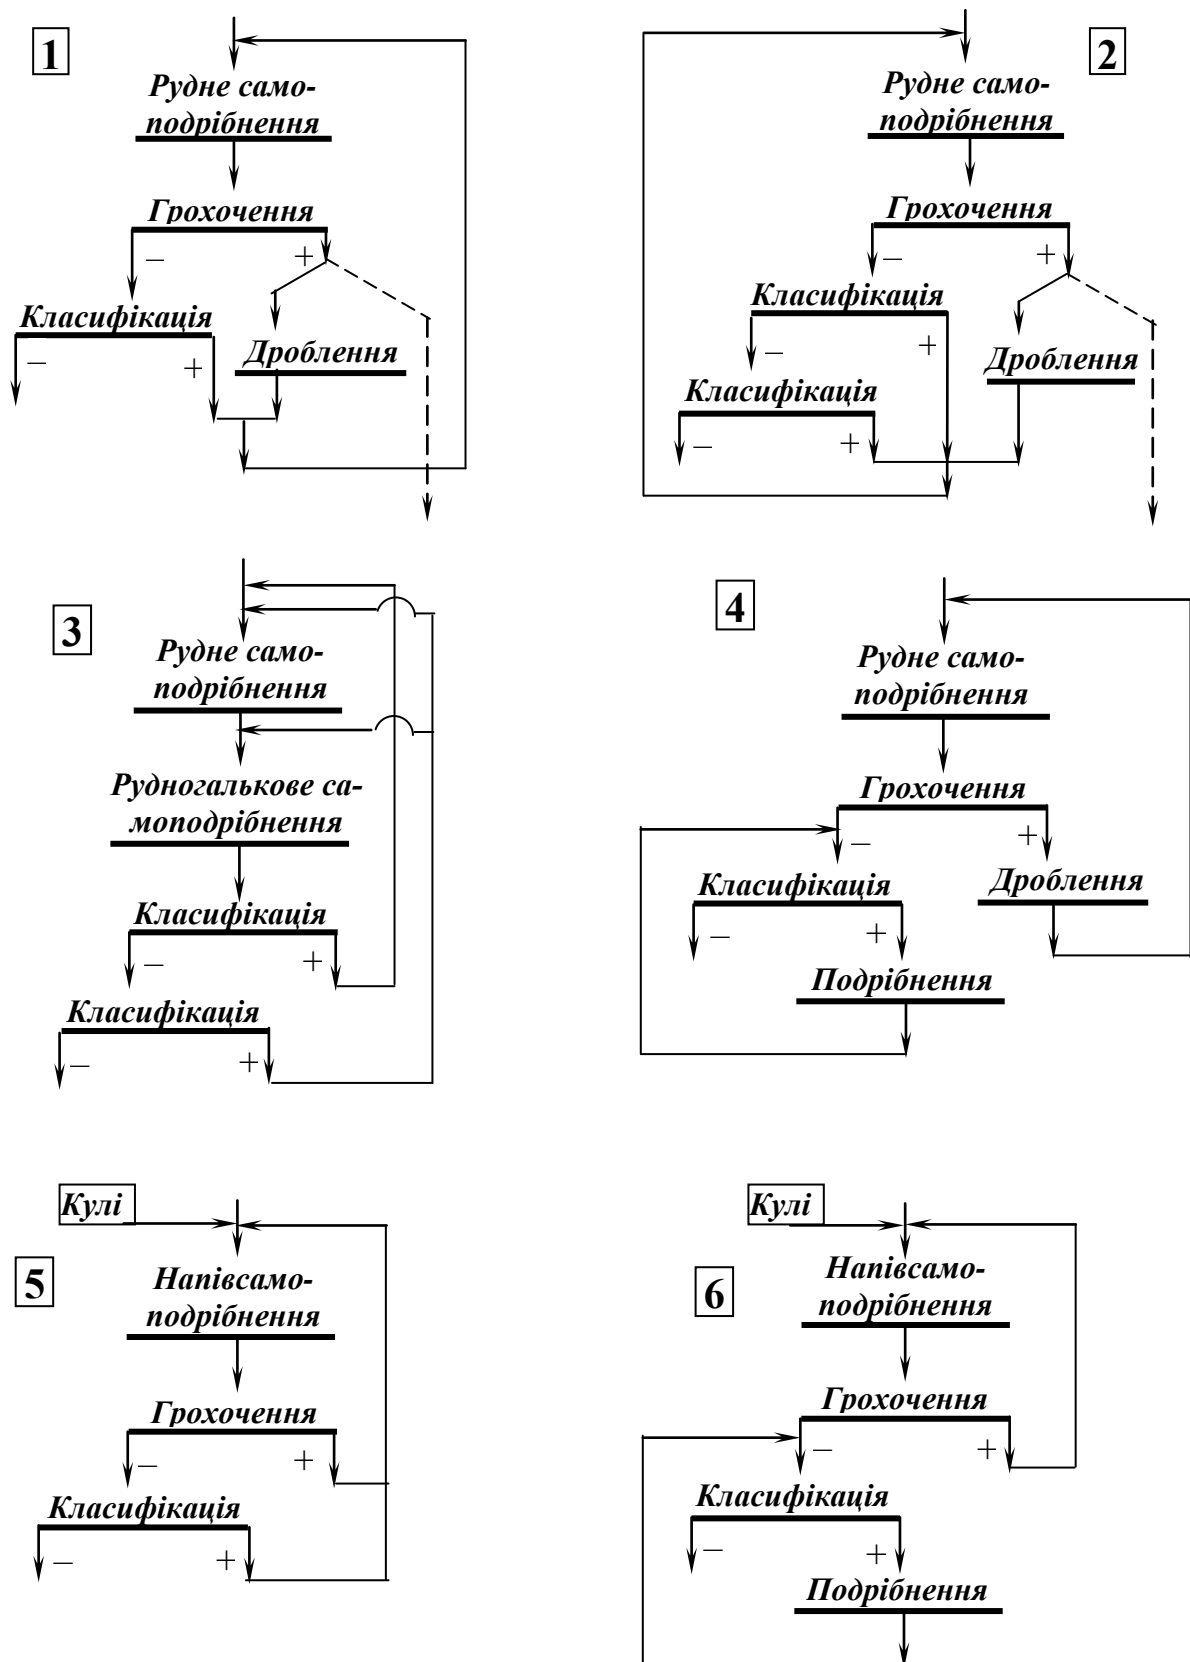 1
Рудне само-
подрібнення
Грохочення
–
+
Класифікація
–
+
Дроблення
2
Рудне само-
подрібнення
Грохочення
–
+
Класифікація
–
+
Дроблення
Класифікація
–
+
3
Рудне само-
подрібнення
Рудногалькове са-
моподрібнення
Класифікація
–
+
Класифікація
–
+
4
Рудне само-
подрібнення
Грохочення
–
+
Класифікація
–
+
Дроблення
Подрібнення
Кулі
5
Напівсамо-
подрібнення
Грохочення
–
+
Класифікація
–
+
Кулі
6
Напівсамо-
подрібнення
Грохочення
–
+
Класифікація
–
+
Подрібнення